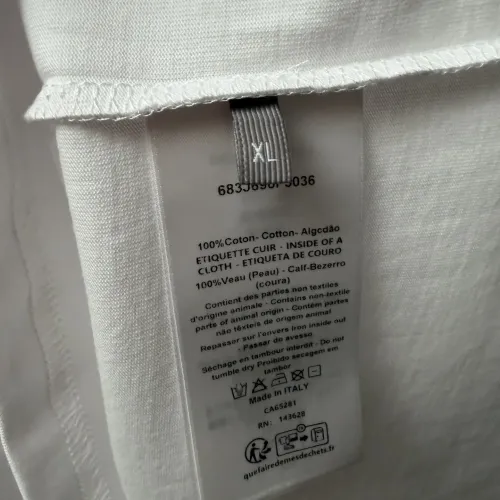 XL
100%Coton- Cotton- Algodão
ETIQUETTE CUIR - INSIDE OF A
CLOTH - ETIQUETA DE COURO
100%Veau (Peau) - Calf-Bezerro
(coura)
Contient des parties non textiles
d'origine animale - Contains non-textile
parts of animal origin - Contém partes
não têxteis de origem animal
Repasser sur l'envers Iron inside out
- Passar de avesso
Séchage en tambour interdit - Do not
tumble dry Proibido secagem em
tambor
Made in ITALY
CA65281
RN: 143628
quefairedemesdechets.fr